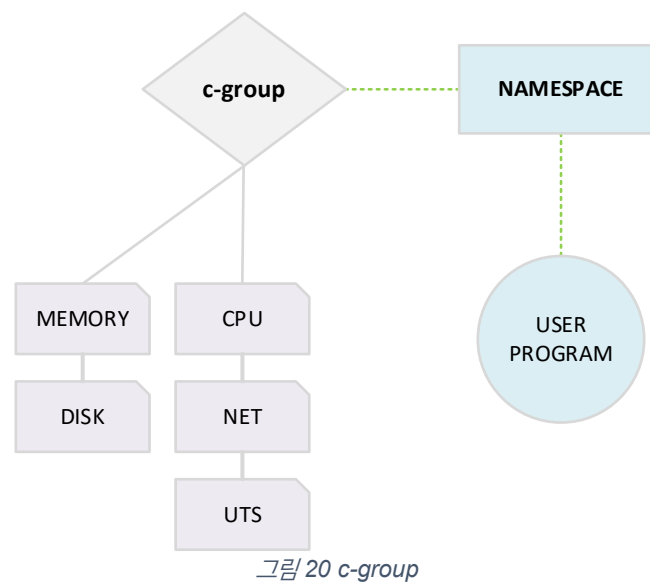 c-group
NAMESPACE
MEMORY
CPU
USER
PROGRAM
DISK
NET
UTS
그림 20 c-group